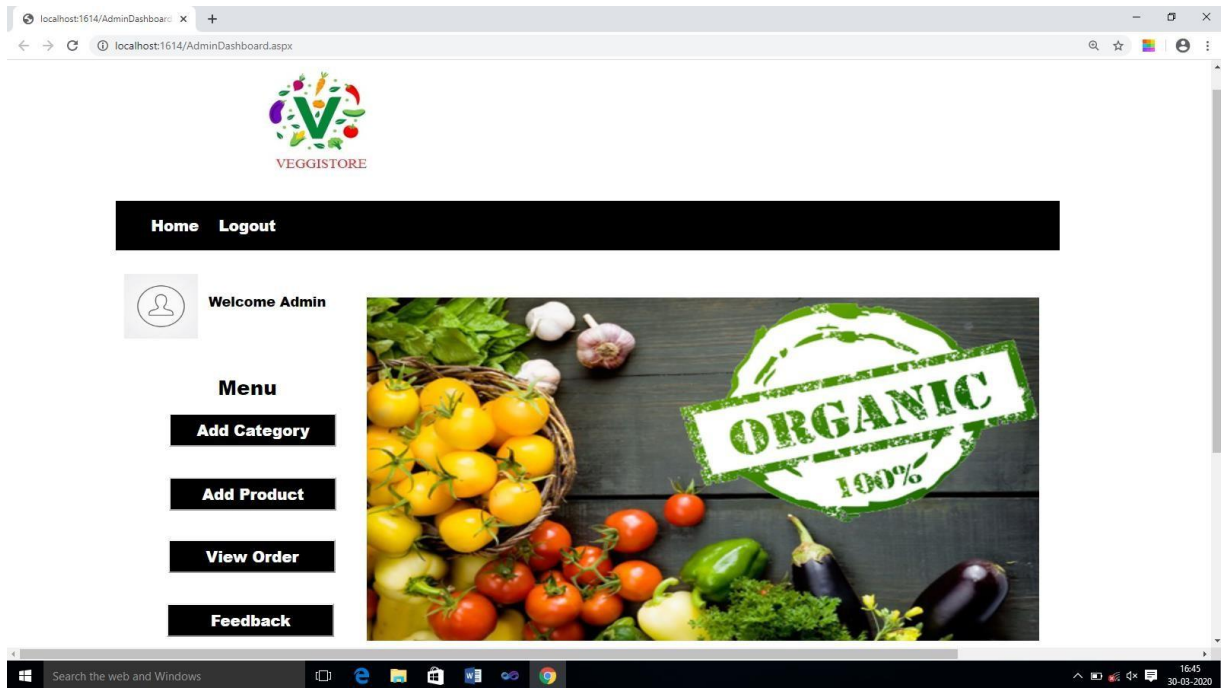 localhost:1614/AdminDashboard
localhost:1614/AdminDashboard.aspx
V
VEGGISTORE
Home Logout
Welcome Admin
Menu
Add Category
Add Product
View Order
Feedback
ORGANIC
100%
Search the web and Windows
16:45
30-03-2020